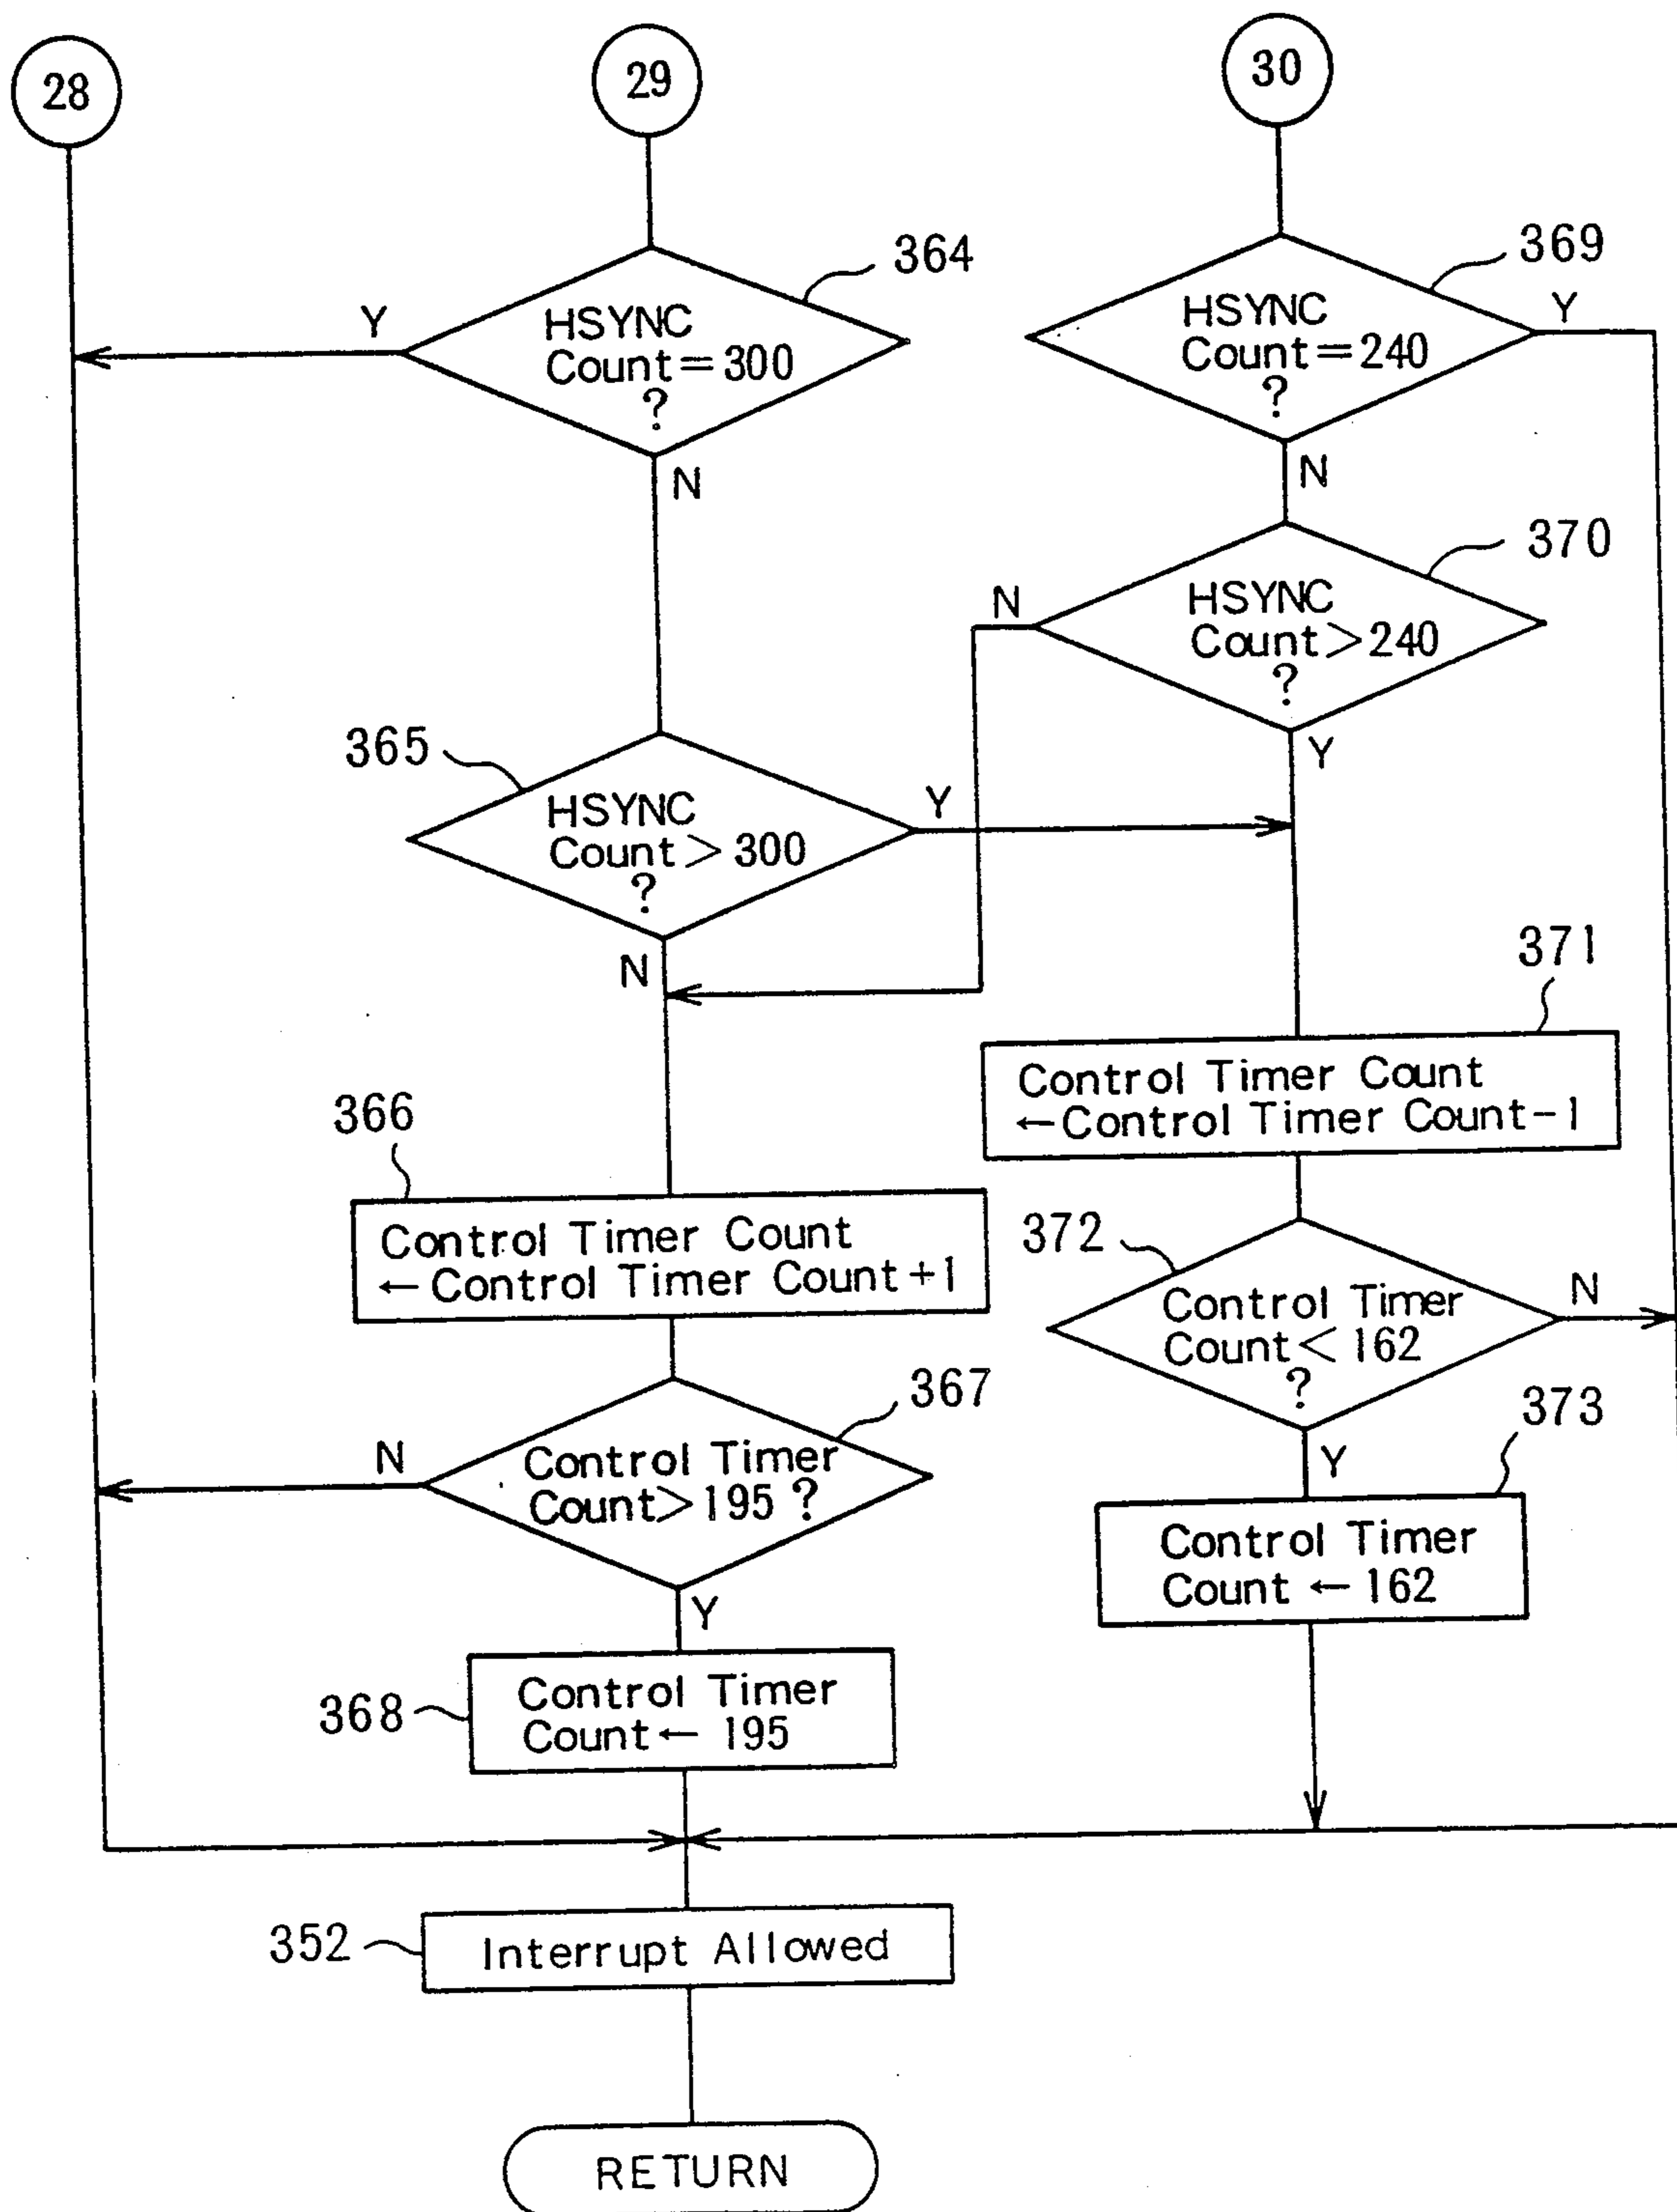 28
29
30
364
HSYNC
Count=300
?
Y
N
369
HSYNC
Count=240
?
Y
N
370
HSYNC
Count>240
?
N
Y
365
HSYNC
Count>300
?
Y
N
371
Control Timer Count
←Control Timer Count-1
366
Control Timer Count
←Control Timer Count+1
372
Control Timer
Count<162
?
N
Y
367
Control Timer
Count>195 ?
N
Y
373
Control Timer
Count ← 162
368
Control Timer
Count ← 195
352
Interrupt Allowed
RETURN